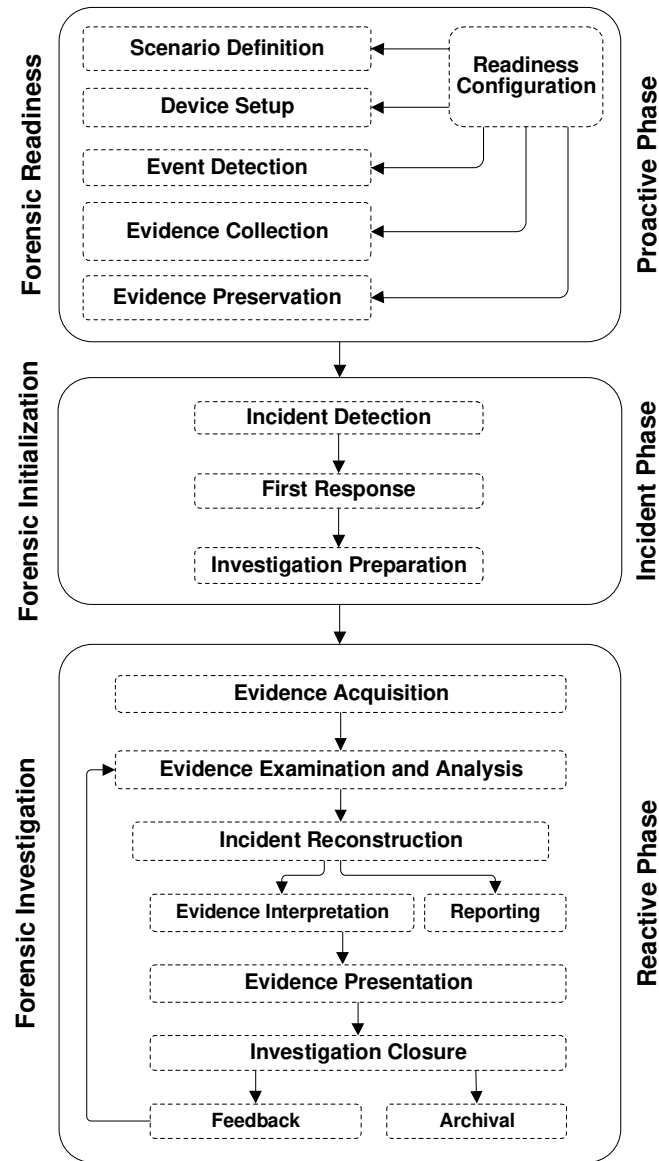 Forensic Readiness
Proactive Phase
Scenario Definition
Readiness
Configuration
Device Setup
Event Detection
Evidence Collection
Evidence Preservation
Forensic Initialization
Incident Phase
Incident Detection
First Response
Investigation Preparation
Forensic Investigation
Reactive Phase
Evidence Acquisition
Evidence Examination and Analysis
Incident Reconstruction
Evidence Interpretation
Reporting
Evidence Presentation
Investigation Closure
Feedback
Archival